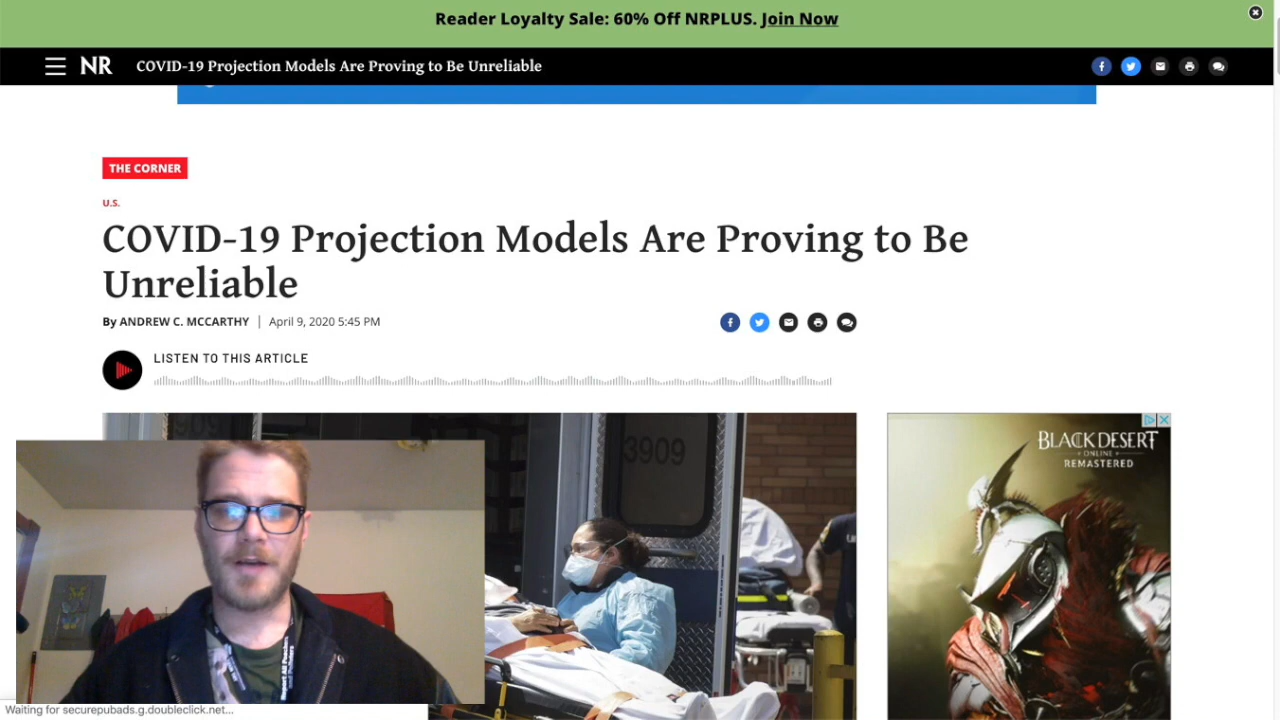 Reader Loyalty Sale: 60% Off NRPLUS. Join Now
NR COVID-19 Projection Models Are Proving to Be Unreliable
THE CORNER
U.S.
COVID-19 Projection Models Are Proving to Be
Unreliable
By ANDREW C. MCCARTHY | April 9, 2020 5:45 PM
LISTEN TO THIS ARTICLE
3909
BLACK DESERT
ONLINE
REMASTERED
Waiting for securepubads.g.doubleclick.net...